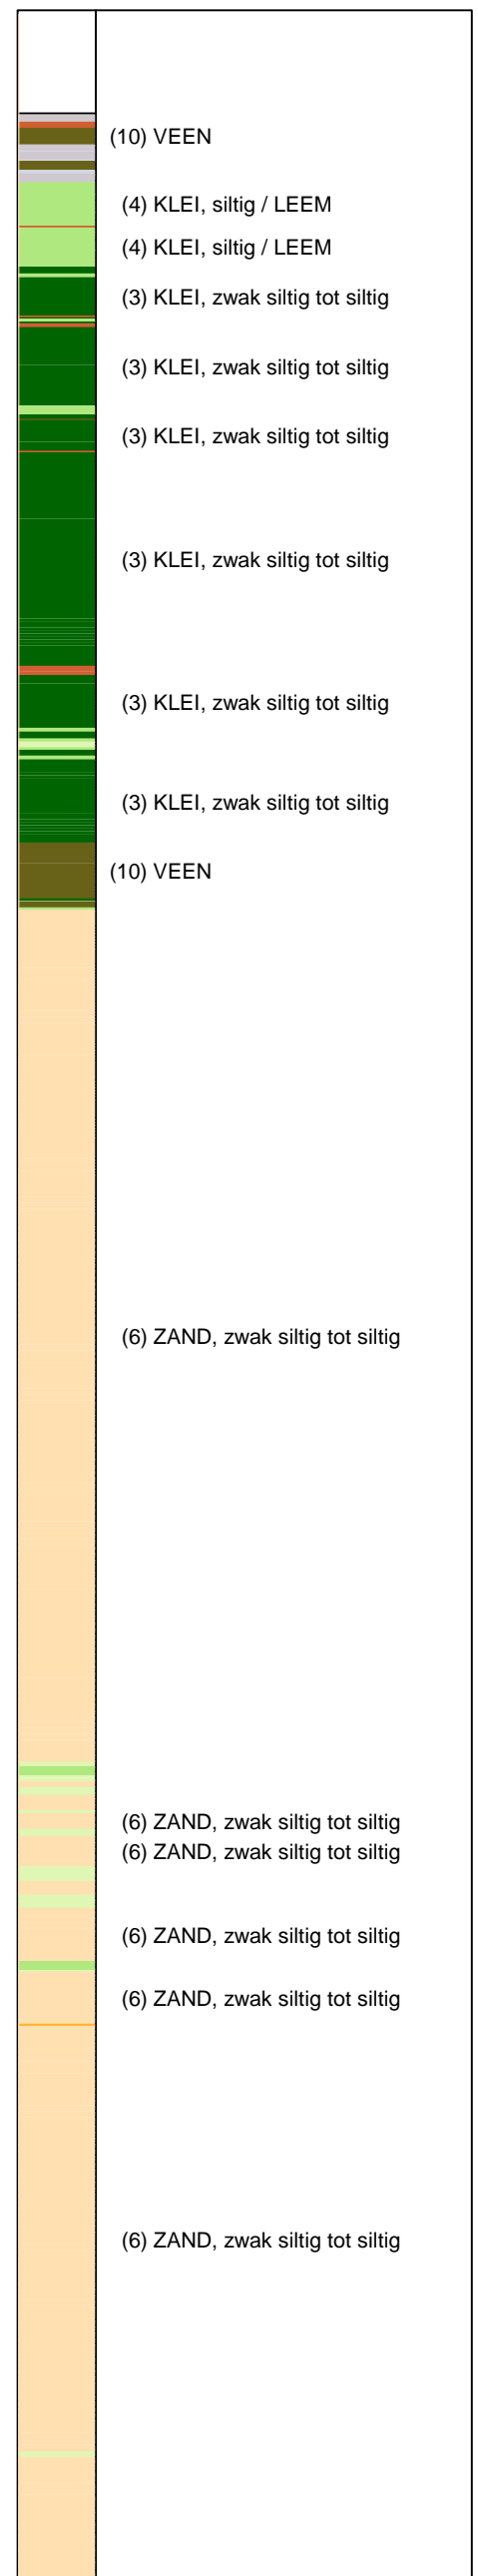 (10) VEEN
(4) KLEI, siltig / LEEM
(4) KLEI, siltig / LEEM
(3) KLEI, zwak siltig tot siltig
(3) KLEI, zwak siltig tot siltig
(3) KLEI, zwak siltig tot siltig
(3) KLEI, zwak siltig tot siltig
(3) KLEI, zwak siltig tot siltig
(3) KLEI, zwak siltig tot siltig
(10) VEEN
(6) ZAND, zwak siltig tot siltig
(6) ZAND, zwak siltig tot siltig
(6) ZAND, zwak siltig tot siltig
(6) ZAND, zwak siltig tot siltig
(6) ZAND, zwak siltig tot siltig
(6) ZAND, zwak siltig tot siltig